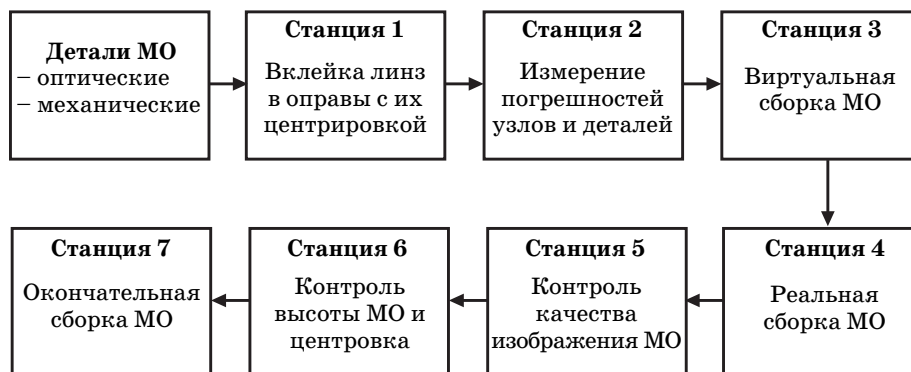 Детали МО
– оптические
– механические
Станция 1
Вклейка линз
в оправы с их
центрировкой
Станция 2
Измерение
погрешностей
узлов и деталей
Станция 3
Виртуальная
сборка МО
Станция 7
Окончательная
сборка МО
Станция 6
Контроль
высоты МО и
центровка
Станция 5
Контроль
качества
изображения МО
Станция 4
Реальная
сборка МО